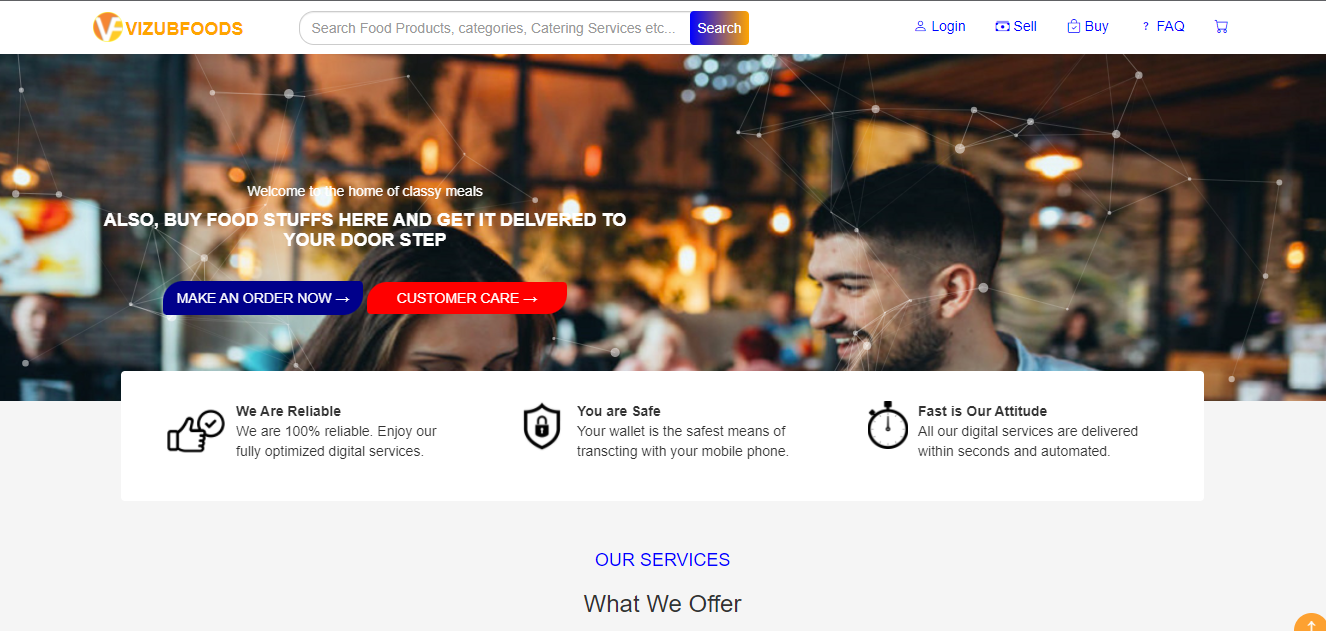 VIZUBFOODS
Search Food Products, categories, Catering Services etc...
Search
Login
Sell
Buy
? FAQ
Welcome to the home of classy meals
ALSO, BUY FOOD STUFFS HERE AND GET IT DELVERED TO
YOUR DOOR STEP
MAKE AN ORDER NOW →
CUSTOMER CARE →
We Are Reliable
We are 100% reliable. Enjoy our
fully optimized digital services.
You are Safe
Your wallet is the safest means of
transcting with your mobile phone.
Fast is Our Attitude
All our digital services are delivered
within seconds and automated.
OUR SERVICES
What We Offer